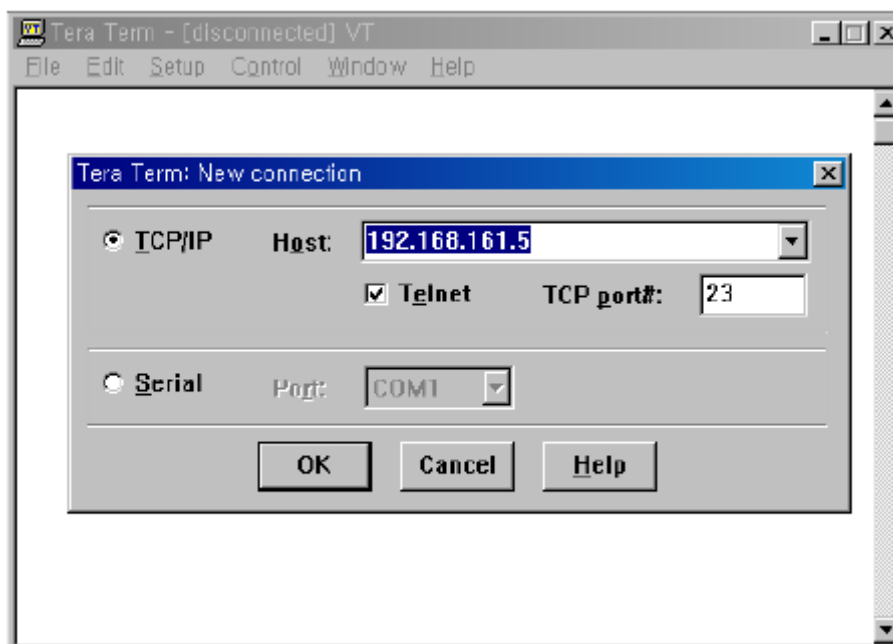 Tera Term - [disconnected] VT
File Edit Setup Control Window Help
Tera Term: New connection
TCP/IP Host: 192.168.161.5
Telnet TCP port#: 23
Serial Port: COM1
OK Cancel Help